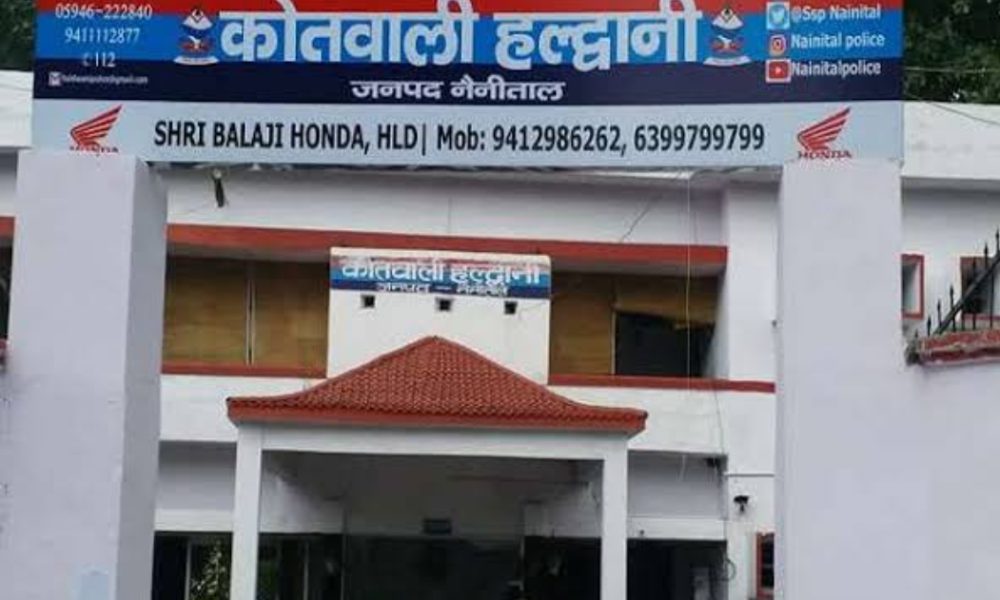 05946-222840
9411112877
112
कोतवाली हल्द्वानी
जनपद नैनीताल
@Ssp Nainital
Nainital police
Nainitalpolice
HONDA
SHRI BALAJI HONDA, HLD| Mob: 9412986262, 6399799799
HONDA
कोतवाली हल्द्वानी
जनपद - नैनीताल